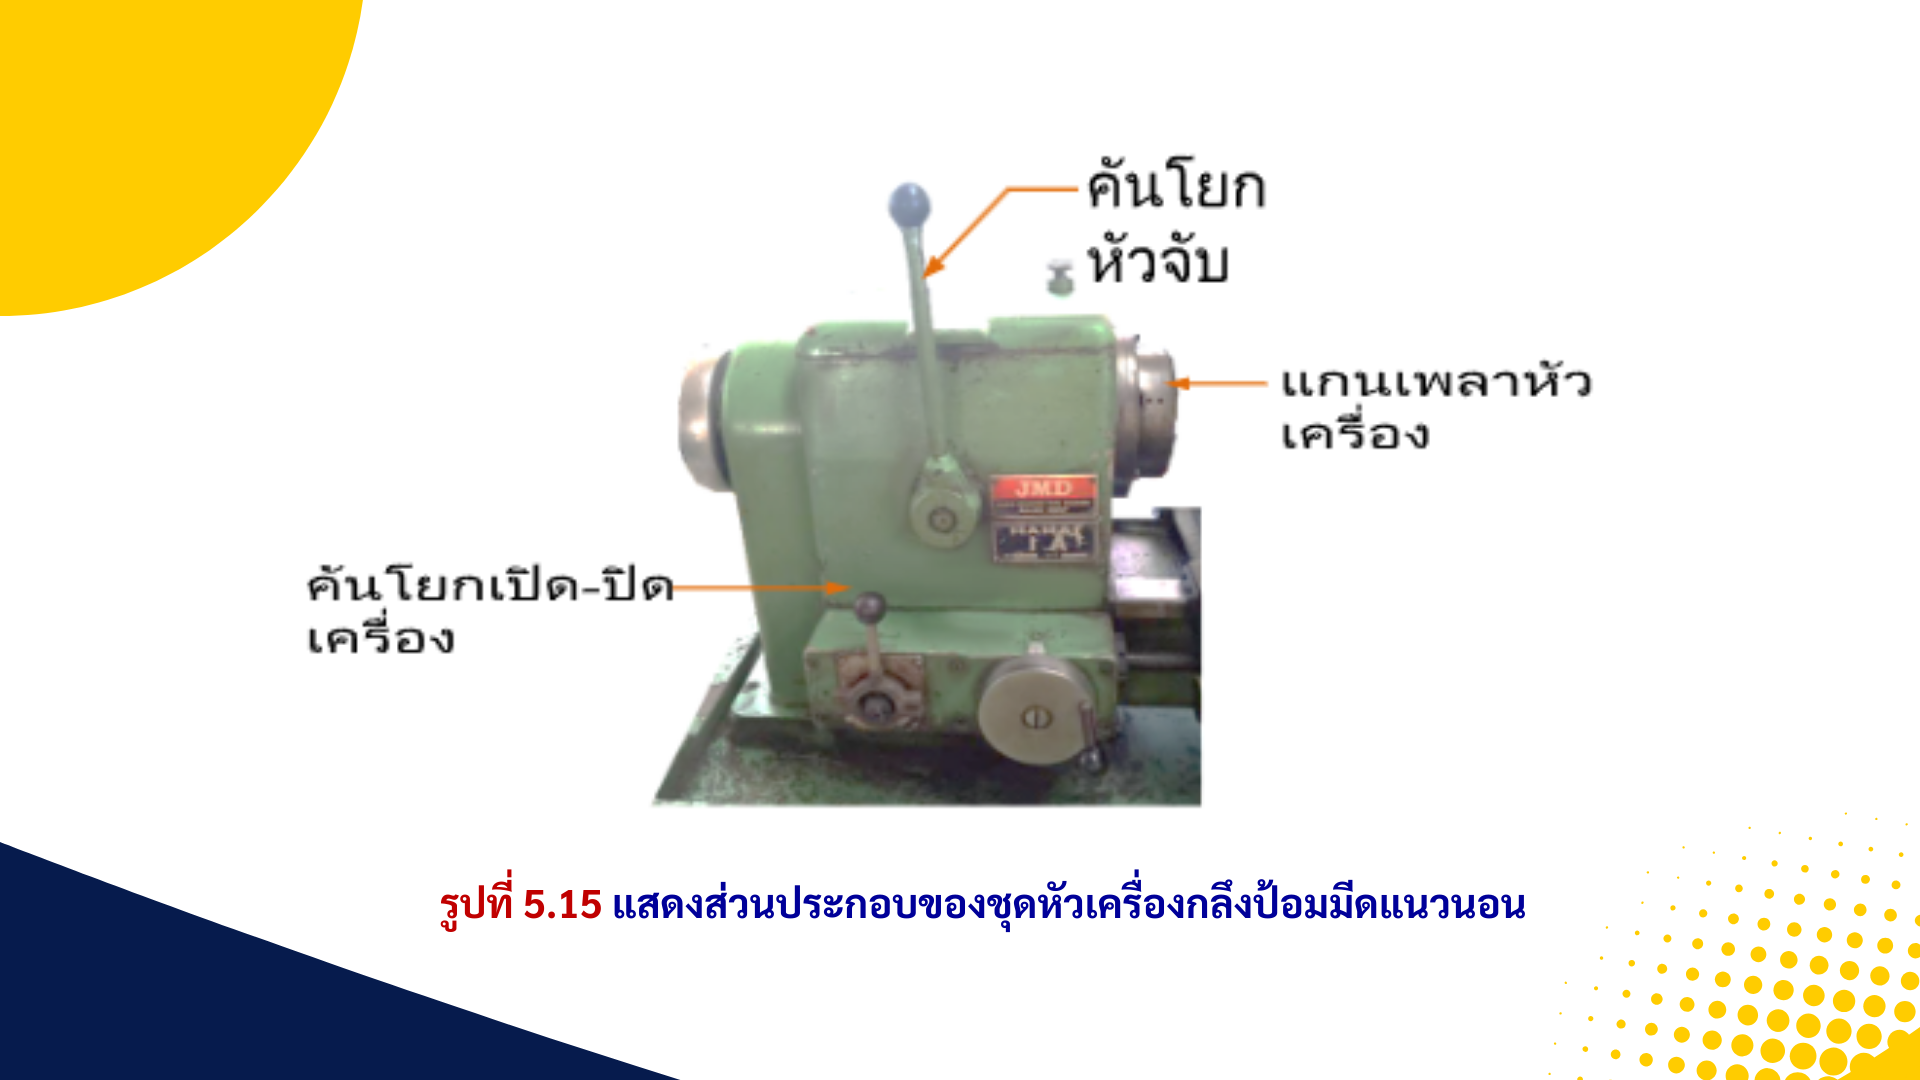 คันโยก
หัวจับ
แกนเพลาหัว
เครื่อง
JMD
คันโยกเปิด-ปิด
เครื่อง
รูปที่ 5.15 แสดงส่วนประกอบของชุดหัวเครื่องกลึงป้อมมีดแนวนอน